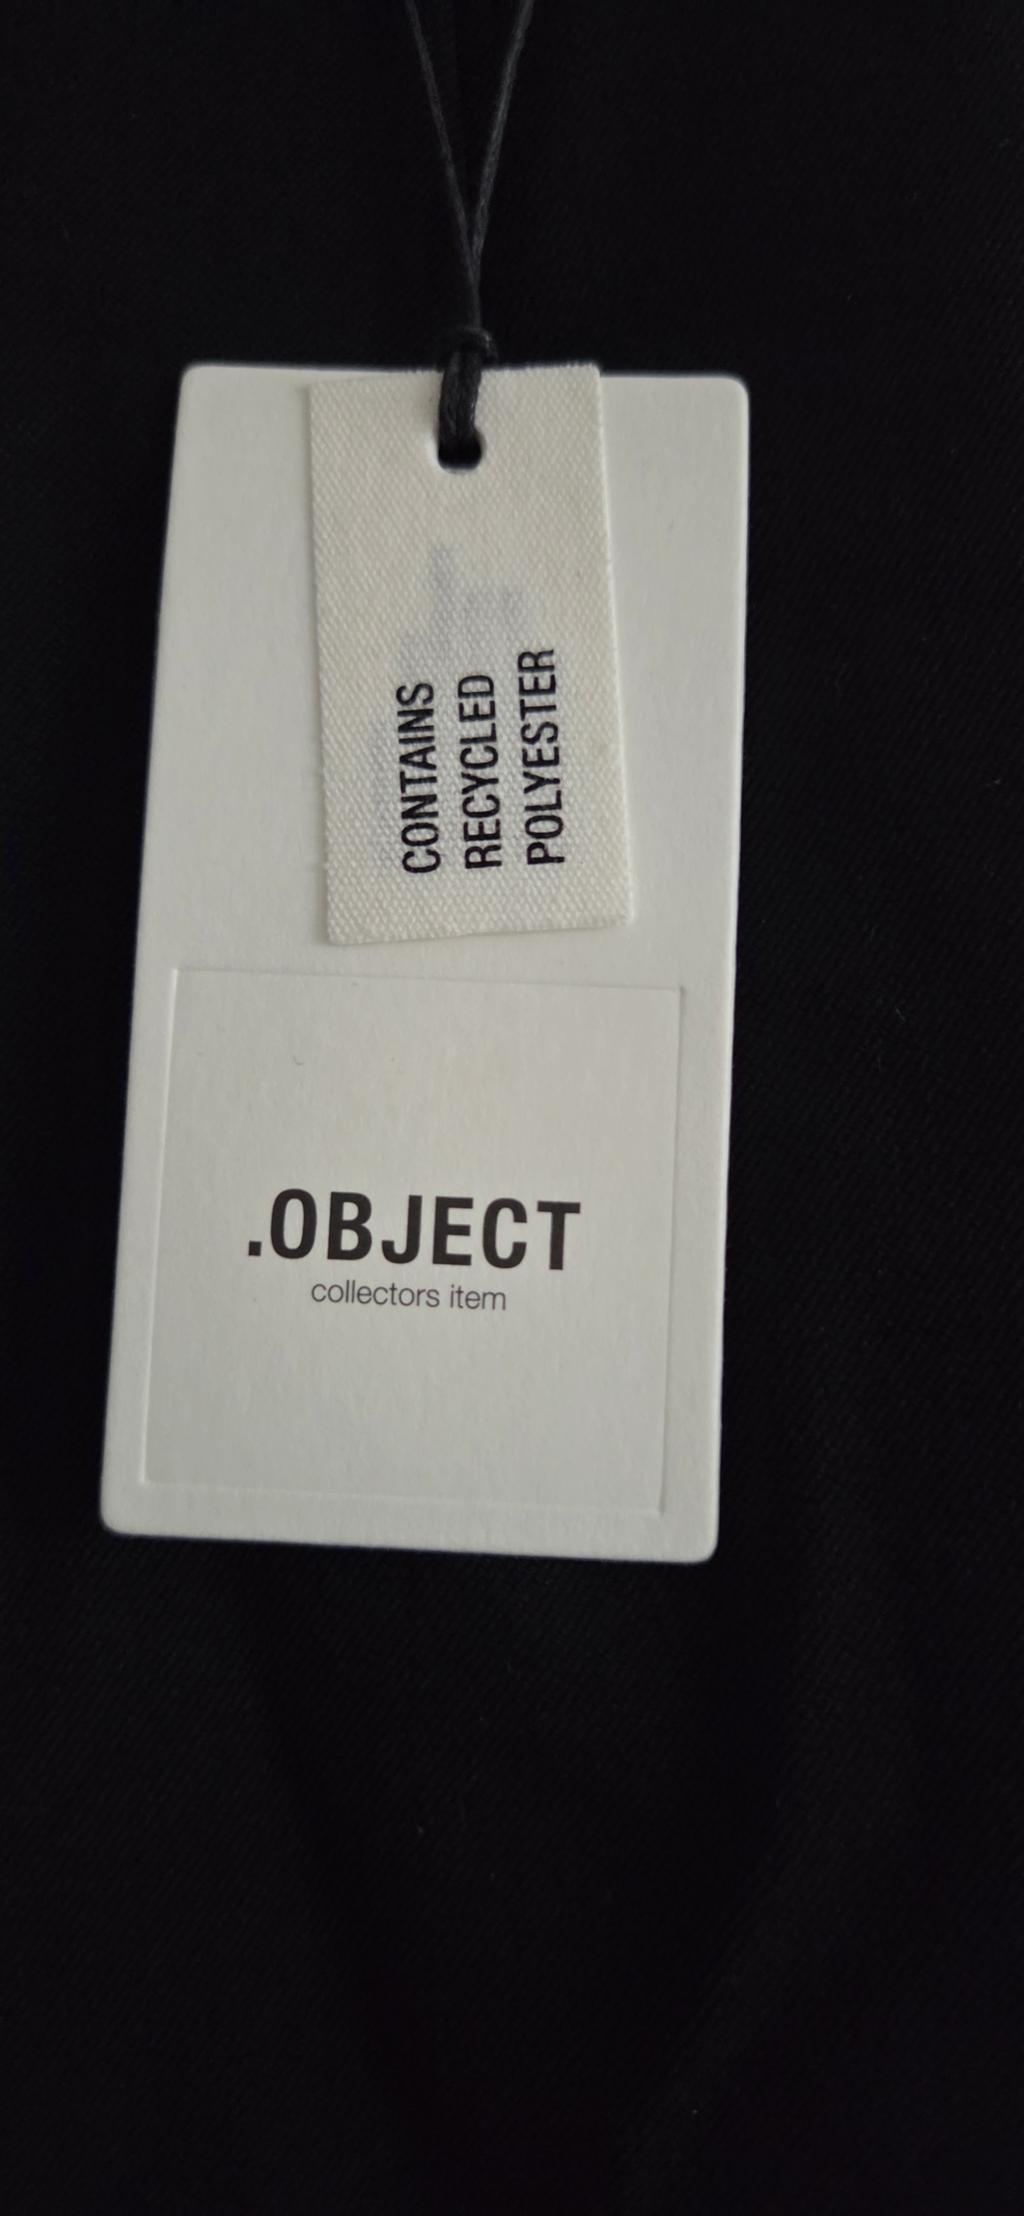 CONTAINS
RECYCLED
POLYESTER
.OBJECT
collectors item